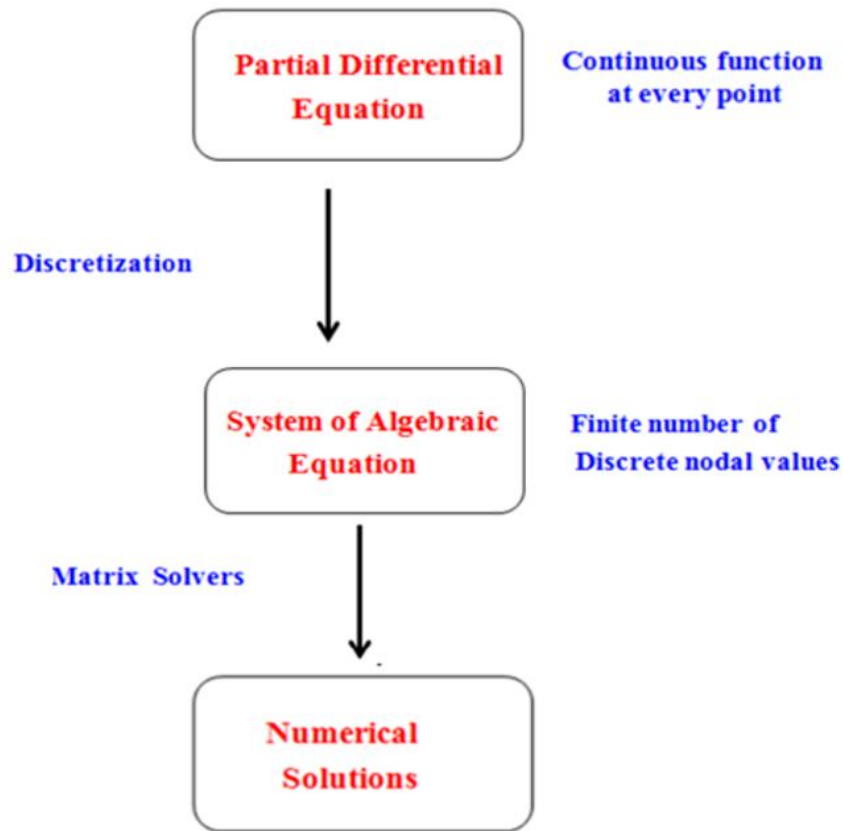 Partial Differential
Equation
Continuous function
at every point
Discretization
System of Algebraic
Equation
Finite number of
Discrete nodal values
Matrix Solvers
Numerical
Solutions